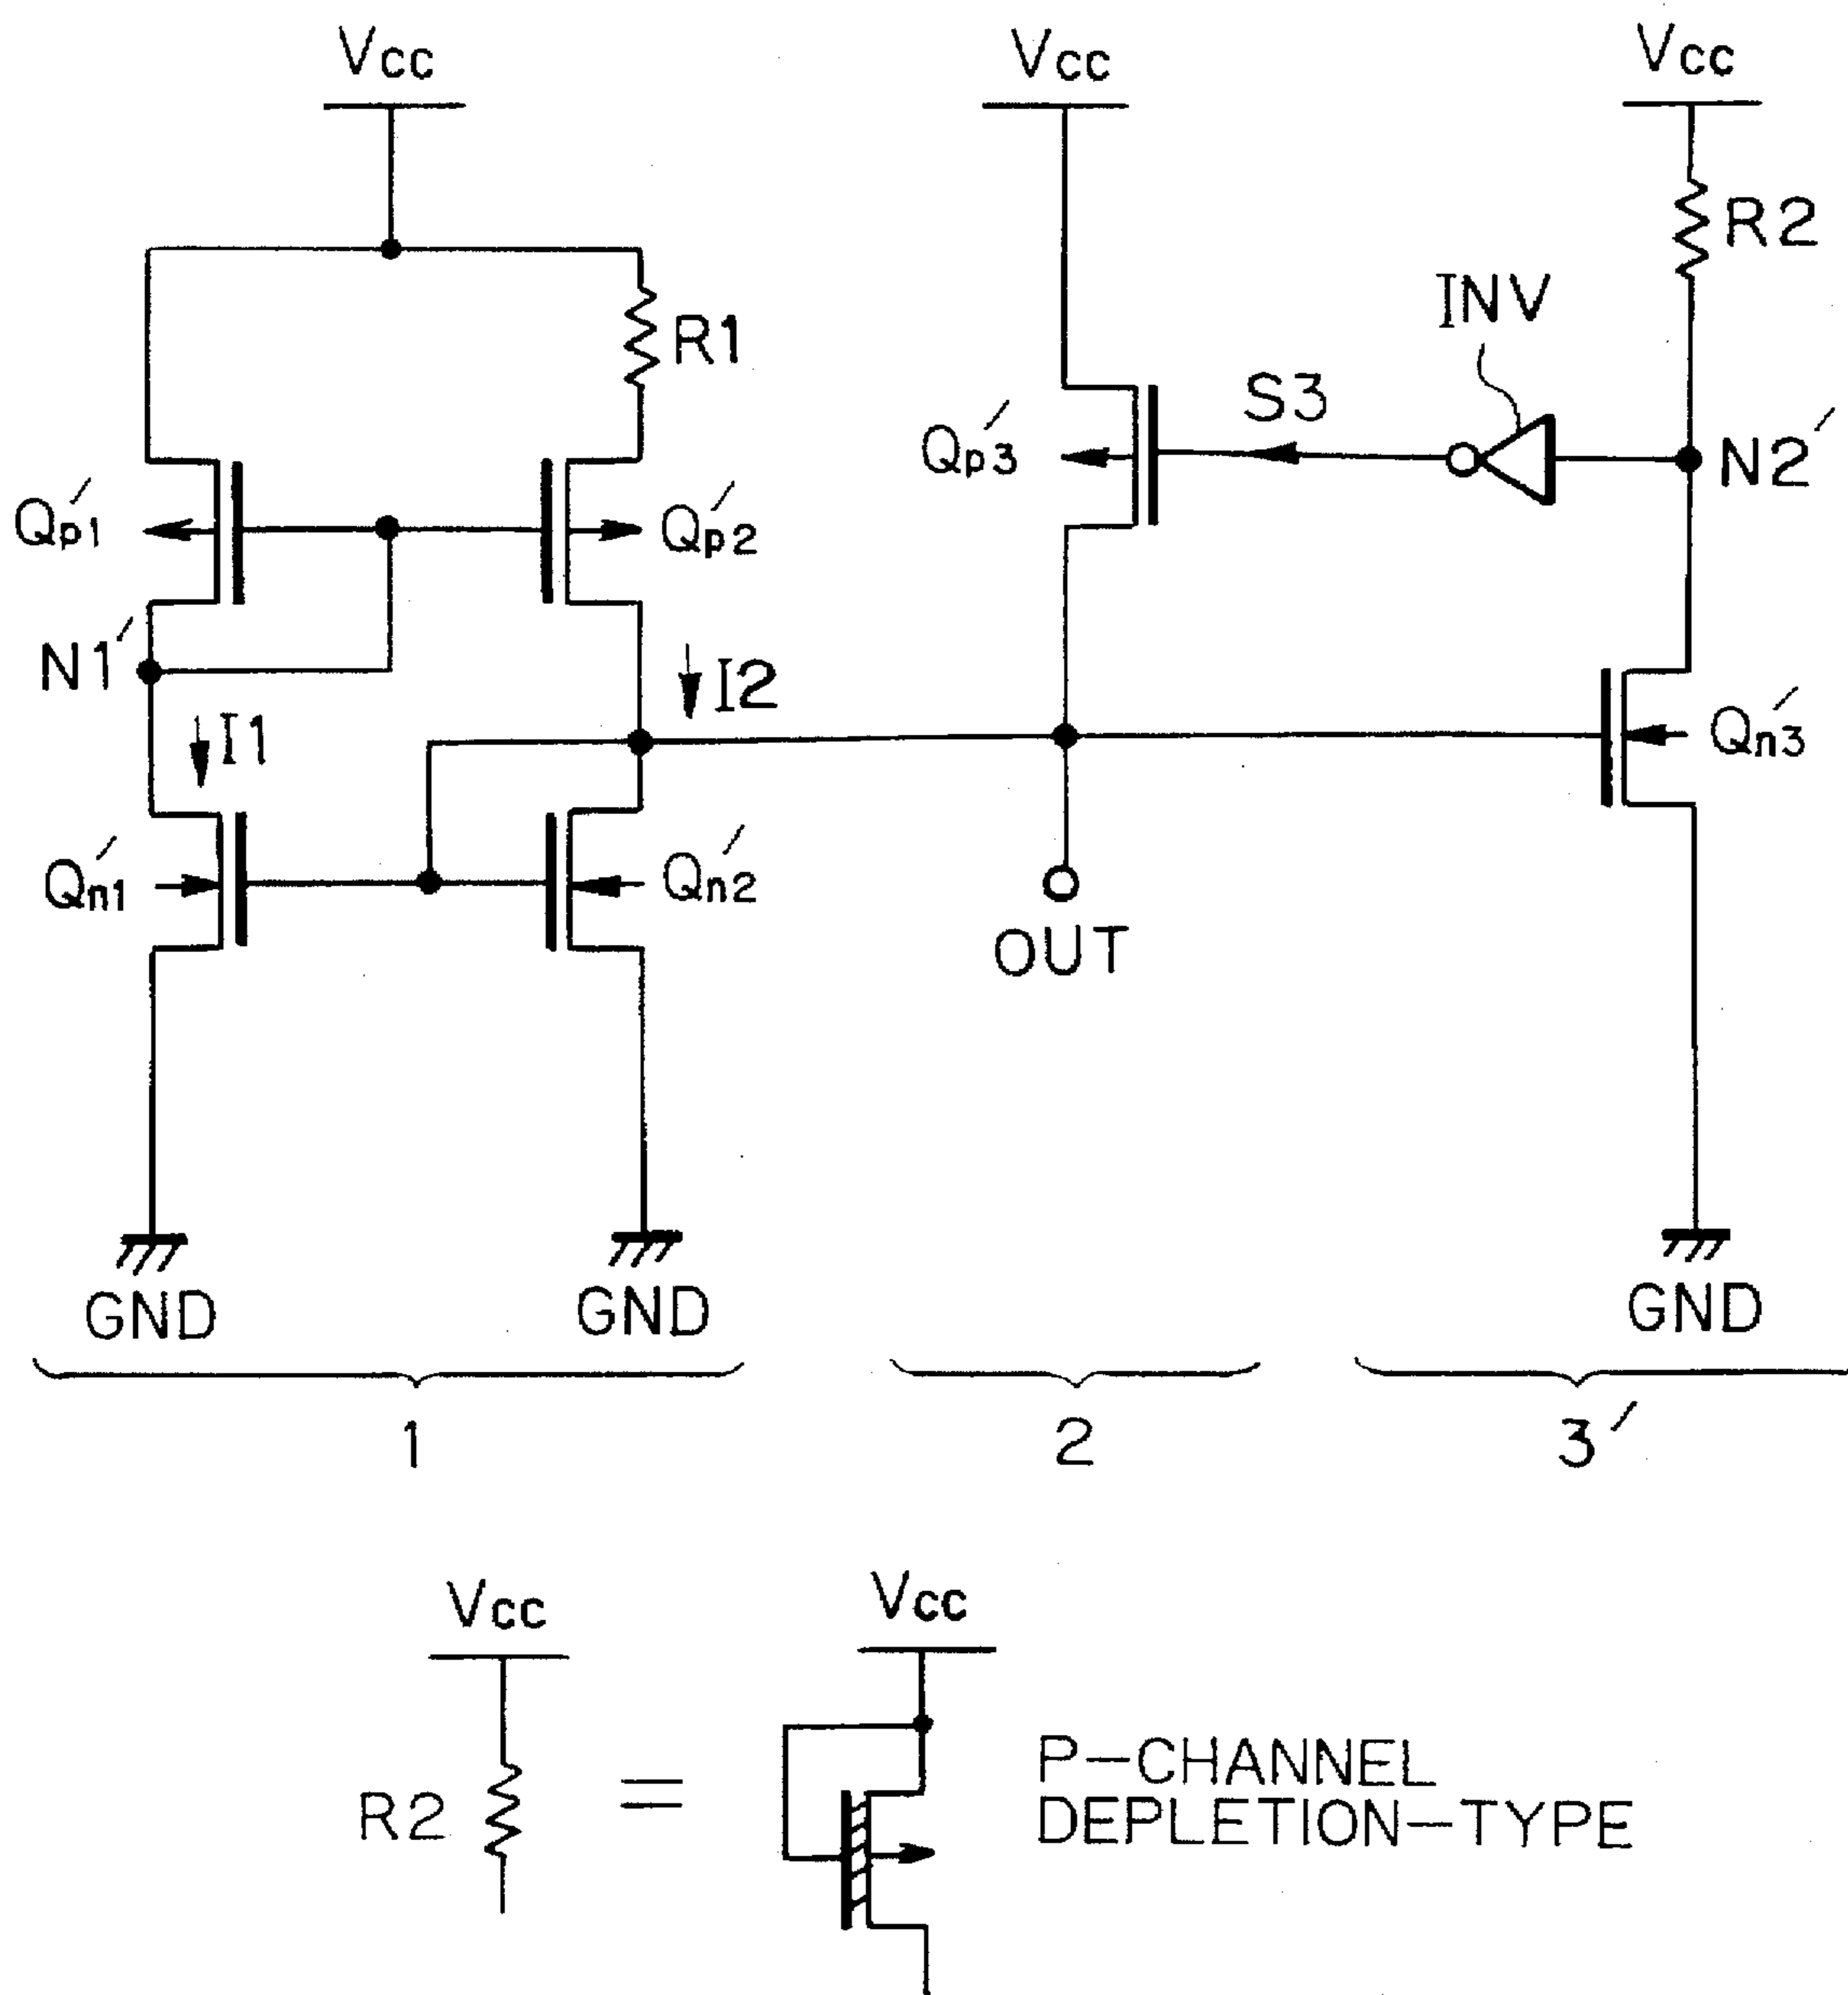 Vcc
Vcc
Vcc
R2
INV
R1
S3
Qp3′
N2′
Qp1′
Qp2′
N1′
I2
I1
Qn3′
Qn1′
Qn2′
OUT
GND
GND
GND
1
2
3′
Vcc
Vcc
R2
=
P-CHANNEL
DEPLETION-TYPE